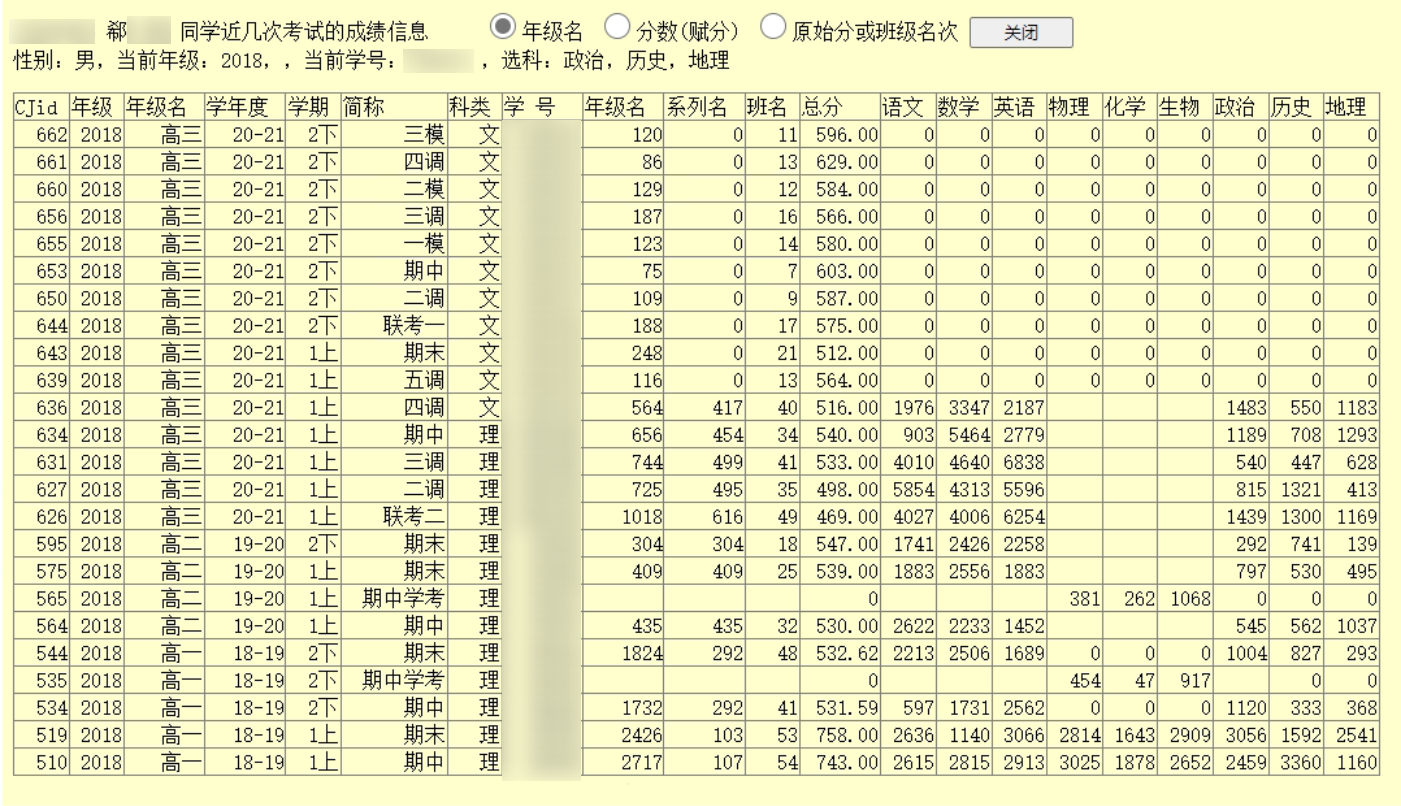 郗 同学近几次考试的成绩信息 年级名 分数(赋分) 原始分或班级名次 关闭
性别：男，当前年级：2018，，当前学号： ，选科：政治，历史，地理
CJid 年级 年级名 学年度 学期 简称 科类 学 号 年级名 系列名 班名 总分 语文 数学 英语 物理 化学 生物 政治 历史 地理
662 2018 高三 20-21 2下 三模 文 120 0 11 596.00 0 0 0 0 0 0 0 0 0
661 2018 高三 20-21 2下 四调 文 86 0 13 629.00 0 0 0 0 0 0 0 0 0
660 2018 高三 20-21 2下 二模 文 129 0 12 584.00 0 0 0 0 0 0 0 0 0
656 2018 高三 20-21 2下 三调 文 187 0 16 566.00 0 0 0 0 0 0 0 0 0
655 2018 高三 20-21 2下 一模 文 123 0 14 580.00 0 0 0 0 0 0 0 0 0
653 2018 高三 20-21 2下 期中 文 75 0 7 603.00 0 0 0 0 0 0 0 0 0
650 2018 高三 20-21 2下 二调 文 109 0 9 587.00 0 0 0 0 0 0 0 0 0
644 2018 高三 20-21 2下 联考一 文 188 0 17 575.00 0 0 0 0 0 0 0 0 0
643 2018 高三 20-21 1上 期末 文 248 0 21 512.00 0 0 0 0 0 0 0 0 0
639 2018 高三 20-21 1上 五调 文 116 0 13 564.00 0 0 0 0 0 0 0 0 0
636 2018 高三 20-21 1上 四调 文 564 417 40 516.00 1976 3347 2187 1483 550 1183
634 2018 高三 20-21 1上 期中 理 656 454 34 540.00 903 5464 2779 1189 708 1293
631 2018 高三 20-21 1上 三调 理 744 499 41 533.00 4010 4640 6838 540 447 628
627 2018 高三 20-21 1上 二调 理 725 495 35 498.00 5854 4313 5596 815 1321 413
626 2018 高三 20-21 1上 联考二 理 1018 616 49 469.00 4027 4006 6254 1439 1300 1169
595 2018 高二 19-20 2下 期末 理 304 304 18 547.00 1741 2426 2258 292 741 139
575 2018 高二 19-20 1上 期末 理 409 409 25 539.00 1883 2556 1883 797 530 495
565 2018 高二 19-20 1上 期中学考 理 0 381 262 1068 0 0 0
564 2018 高二 19-20 1上 期中 理 435 435 32 530.00 2622 2233 1452 545 562 1037
544 2018 高一 18-19 2下 期末 理 1824 292 48 532.62 2213 2506 1689 0 0 0 1004 827 293
535 2018 高一 18-19 2下 期中学考 理 0 454 47 917 0 0
534 2018 高一 18-19 2下 期中 理 1732 292 41 531.59 597 1731 2562 0 0 0 1120 333 368
519 2018 高一 18-19 1上 期末 理 2426 103 53 758.00 2636 1140 3066 2814 1643 2909 3056 1592 2541
510 2018 高一 18-19 1上 期中 理 2717 107 54 743.00 2615 2815 2913 3025 1878 2652 2459 3360 1160